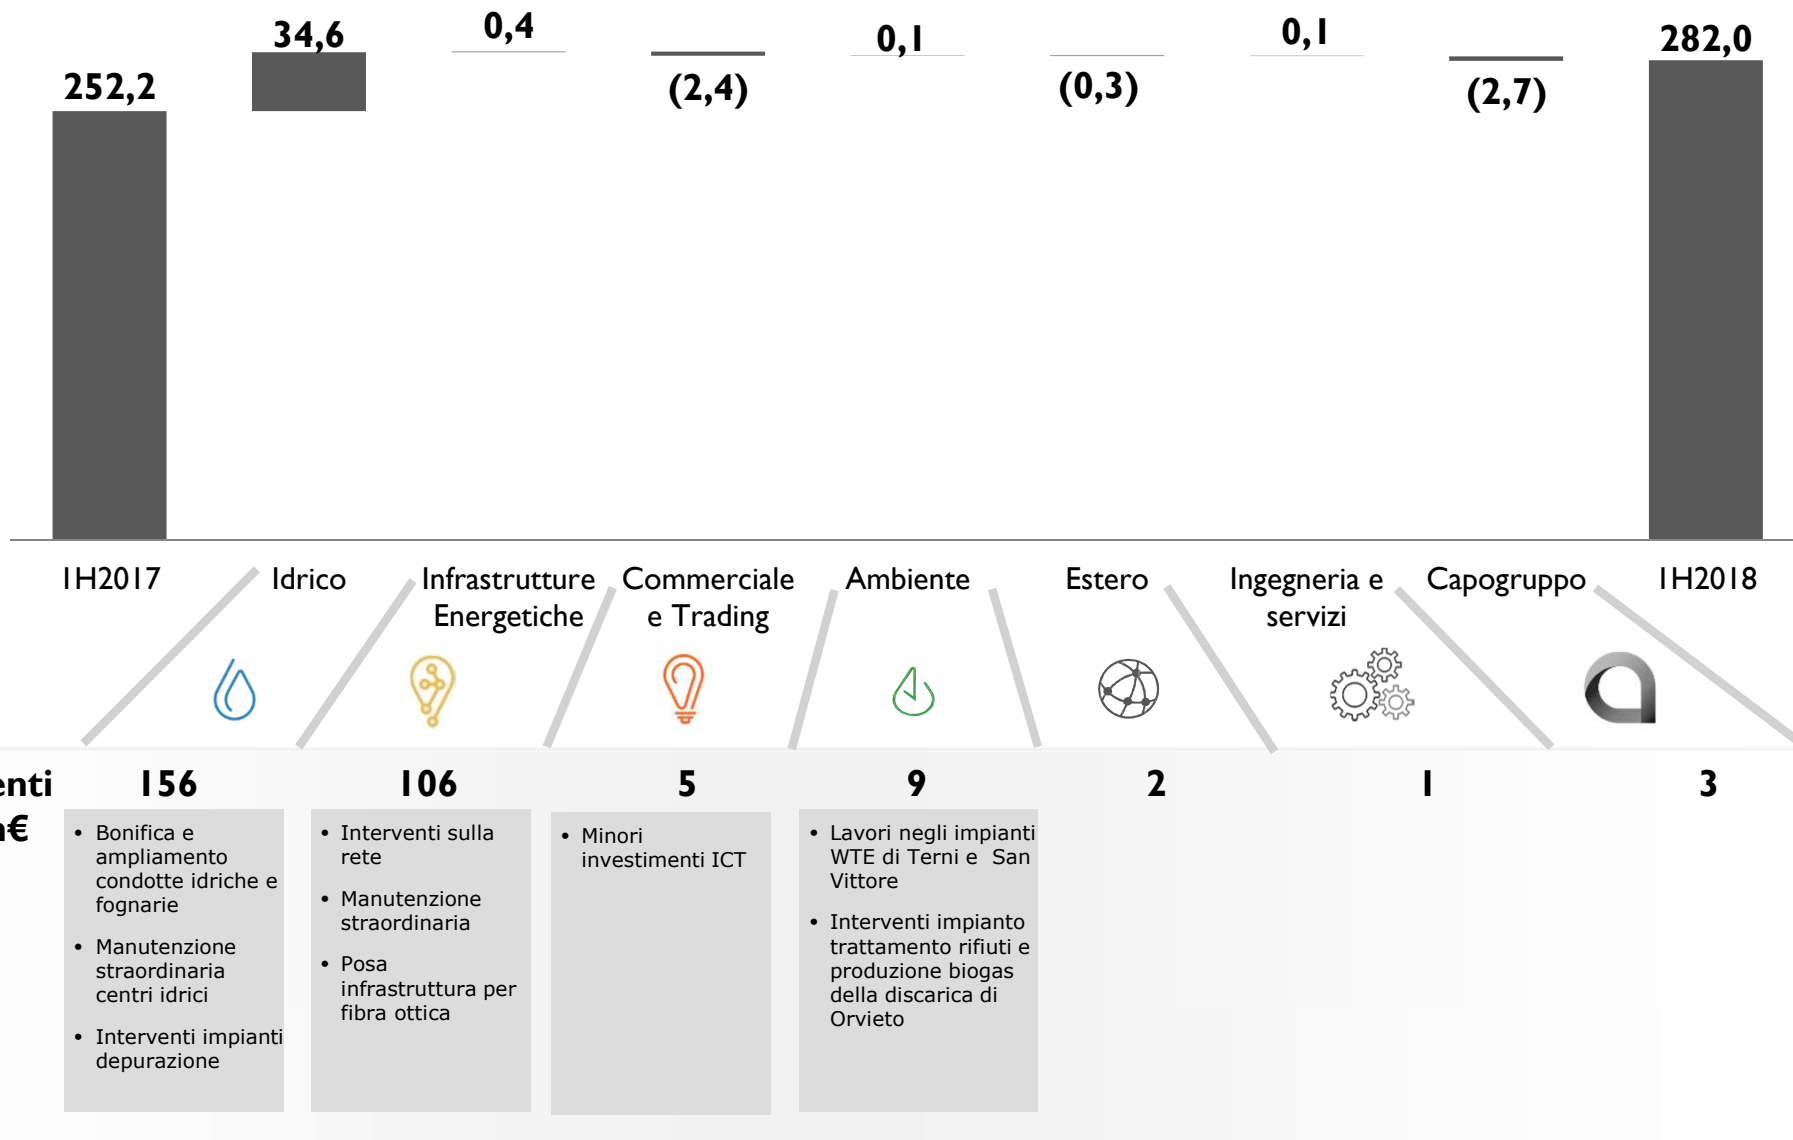 252,2
34,6
0,4
(2,4)
0,1
(0,3)
0,1
(2,7)
282,0
1H2017
Idrico
Infrastrutture
Energetiche
Commerciale
e Trading
Ambiente
Estero
Ingegneria e
servizi
Capogruppo
1H2018
enti
€
156
106
5
9
2
1
3
• Bonifica e
ampliamento
condotte idriche e
fognarie
• Manutenzione
straordinaria
centri idrici
• Interventi impianti
depurazione
• Interventi sulla
rete
• Manutenzione
straordinaria
• Posa
infrastruttura per
fibra ottica
• Minori
investimenti ICT
• Lavori negli impianti
WTE di Terni e San
Vittore
• Interventi impianto
trattamento rifiuti e
produzione biogas
della discarica di
Orvieto